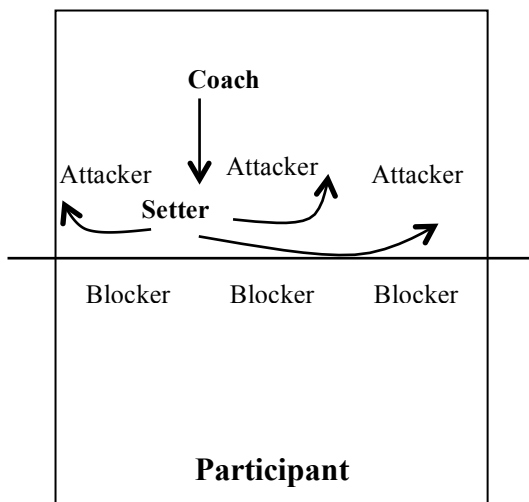 Coach
Attacker Attacker Attacker
Setter
Blocker Blocker Blocker
Participant